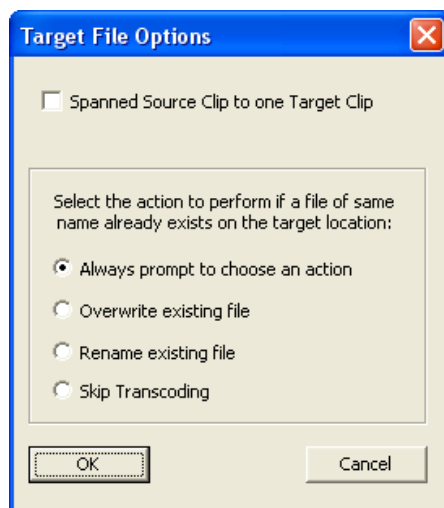 Target File Options
Spanned Source Clip to one Target Clip
Select the action to perform if a file of same
name already exists on the target location:
Always prompt to choose an action
Overwrite existing file
Rename existing file
Skip Transcoding
OK
Cancel